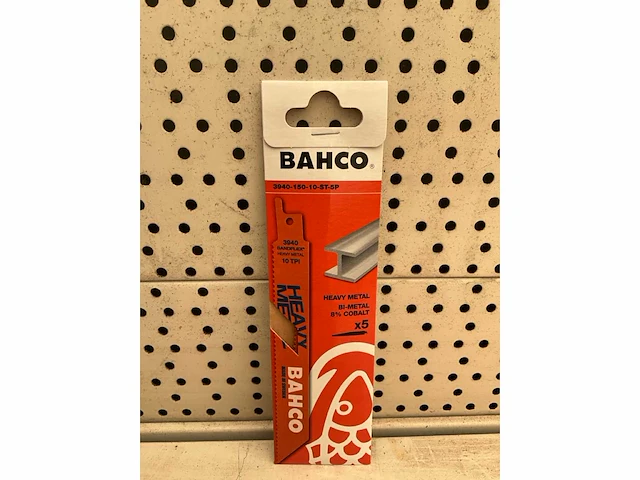 BAHCO®
3940-150-10-ST-5P
3940
SANDFLEX®
HEAVY METAL
10 TPI
HEAVY METAL
BI-METAL
8% COBALT
x5
HEAVY
ME
BAHCO